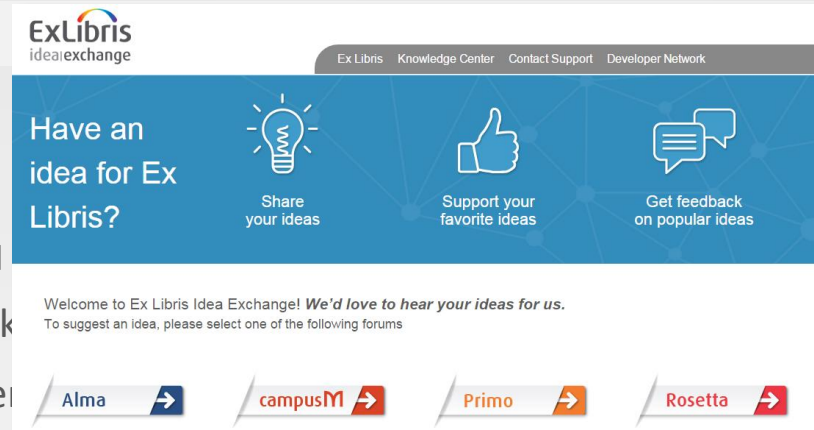 ExLibris
idea exchange
Ex Libris Knowledge Center Contact Support Developer Network
Have an
idea for Ex
Libris?
Share
your ideas
Support your
favorite ideas
Get feedback
on popular ideas
Welcome to Ex Libris Idea Exchange! We'd love to hear your ideas for us.
To suggest an idea, please select one of the following forums
Alma
campusM
Primo
Rosetta